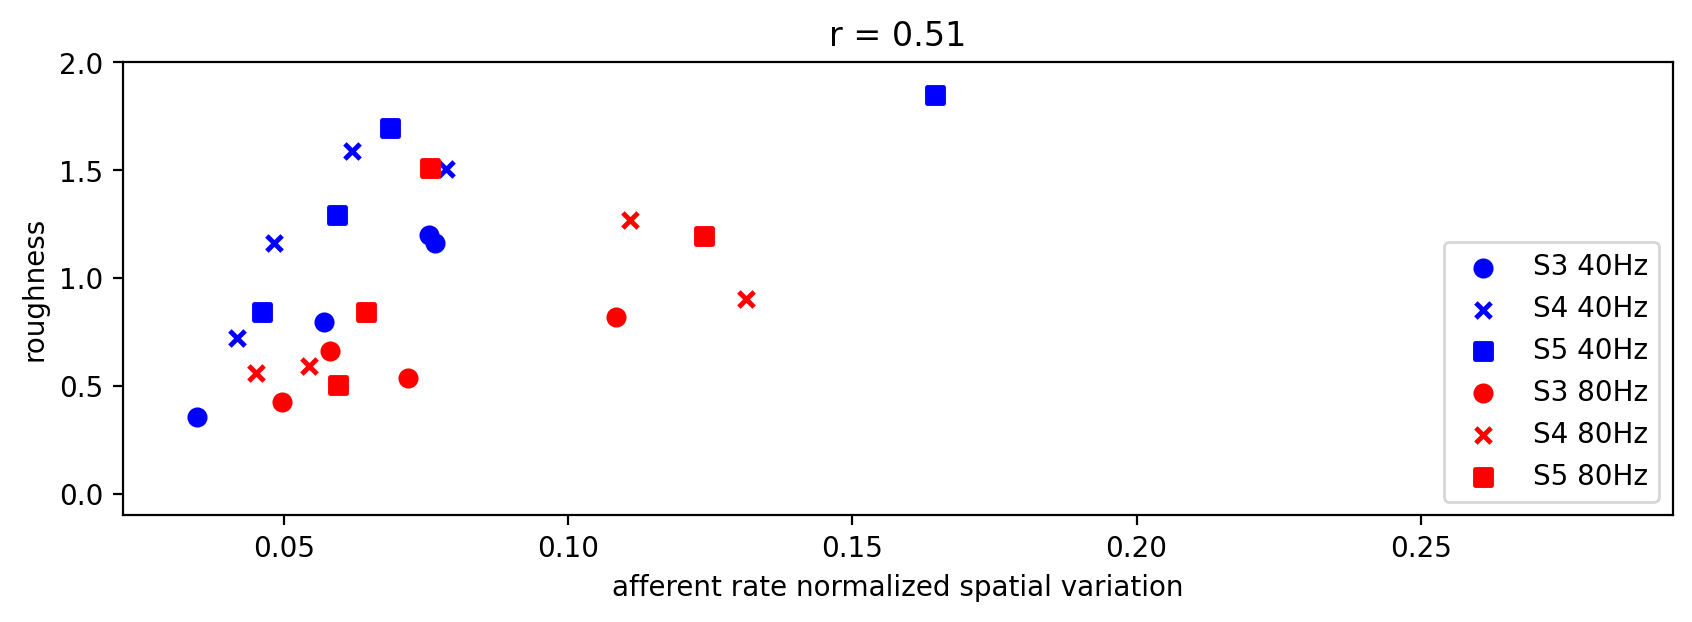 r = 0.51
2.0
1.5
1.0
0.5
0.0
roughness
S3 40Hz
S4 40Hz
S5 40Hz
S3 80Hz
S4 80Hz
S5 80Hz
0.05 0.10 0.15 0.20 0.25
afferent rate normalized spatial variation